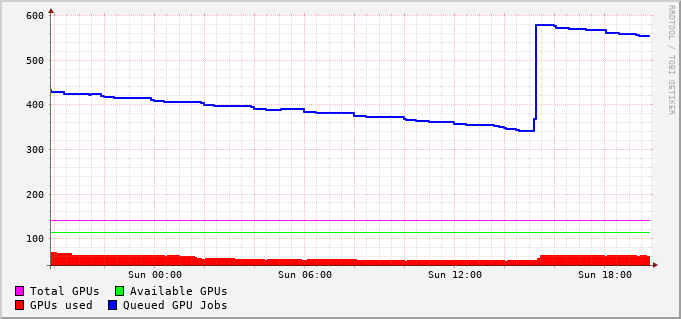 600
500
400
300
200
100
Sun 00:00 Sun 06:00 Sun 12:00 Sun 18:00
Total GPUs Available GPUs
GPUs used Queued GPU Jobs
RRDTOOL / TOBI OETIKER